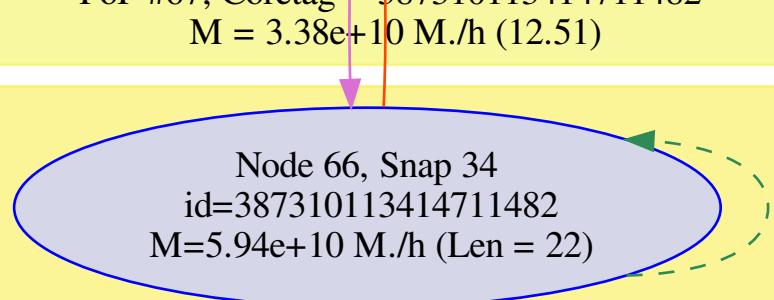 M = 3.38e+10 M./h (12.51)
Node 66, Snap 34
id=387310113414711482
M=5.94e+10 M./h (Len = 22)